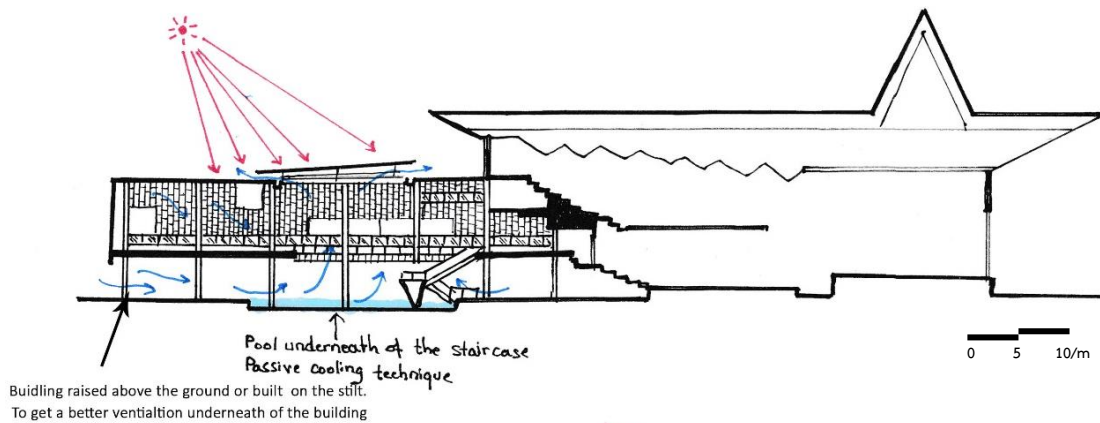 Pool underneath of the staircase
Passive cooling technique
0 5 10/m
Buidling raised above the ground or built on the stilt.
To get a better ventialtion underneath of the building